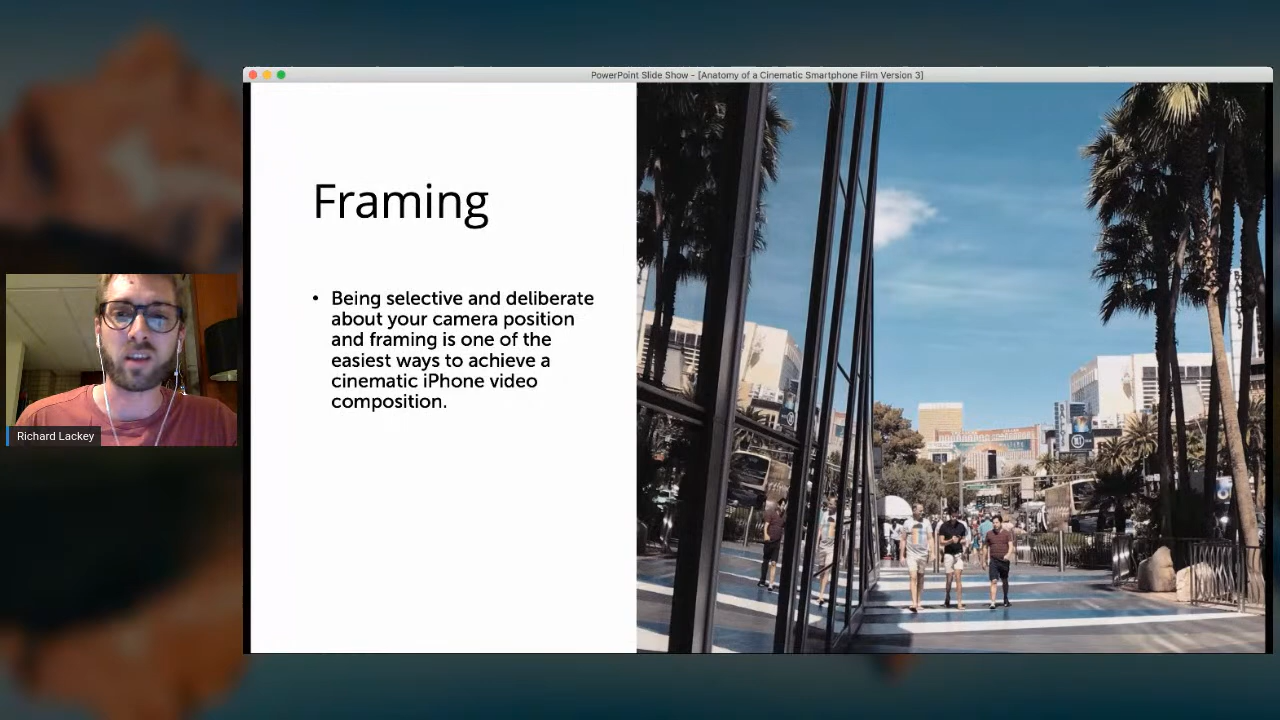 PowerPoint Slide Show - [Anatomy of a Cinematic Smartphone Film Version 3]
Framing
• Being selective and deliberate
about your camera position
and framing is one of the
easiest ways to achieve a
cinematic iPhone video
composition.
Richard Lackey